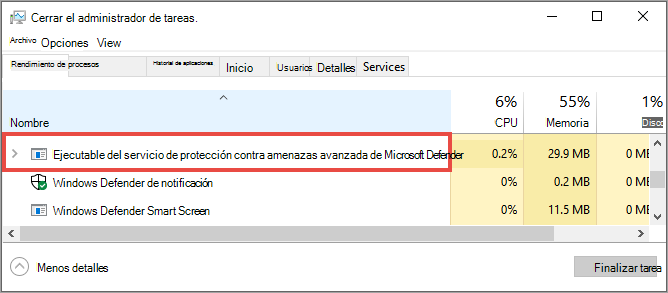 Cerrar el administrador de tareas.
Archivo Opciones View
Rendimiento de procesos Historial de aplicaciones Inicio Usuarios Detalles Services
6% 55% 1%
Nombre CPU Memoria Disco
Ejecutable del servicio de protección contra amenazas avanzada de Microsoft Defender 0.2% 29.9 MB 0 MB
Windows Defender de notificación 0% 0.2 MB 0 MB
Windows Defender Smart Screen 0% 11.5 MB 0 MB
Menos detalles Finalizar tarea